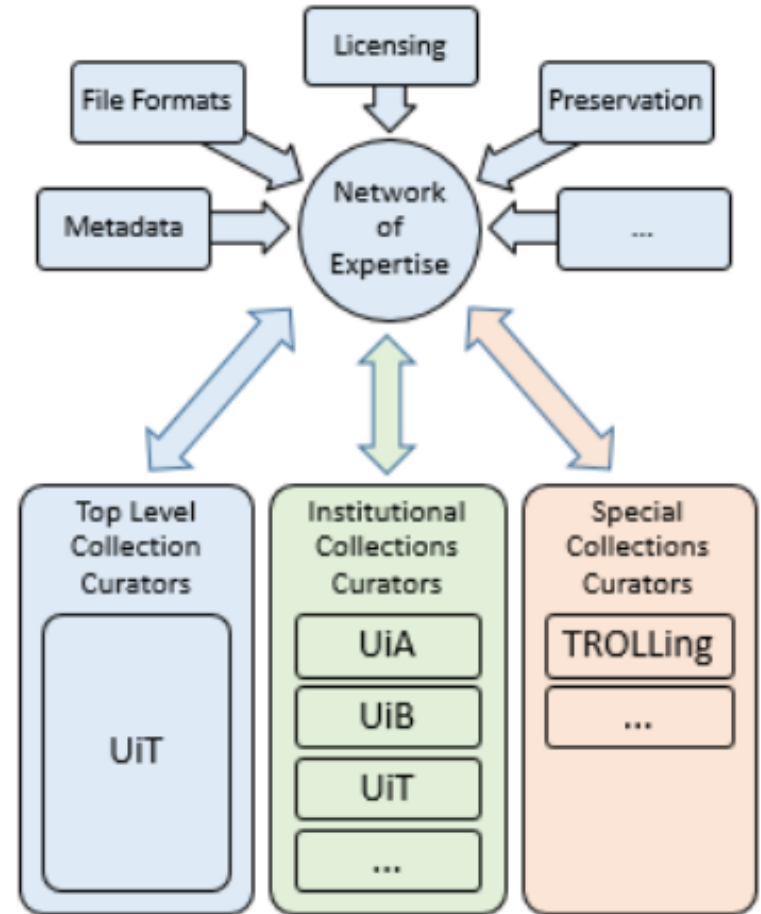 Licensing
File Formats
Preservation
Metadata
Network
of
Expertise
...
Top Level
Collection
Curators
UiT
Institutional
Collections
Curators
UiA
UiB
UiT
...
Special
Collections
Curators
TROLLing
...